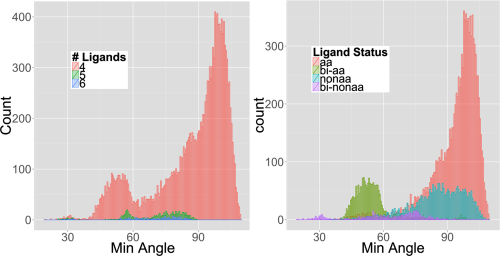 # Ligands
4
5
6
400
300
200
100
0
Count
30
60
90
Min Angle
Ligand Status
aa
bi-aa
nonaa
bi-nonaa
300
200
100
0
count
30
60
90
Min Angle